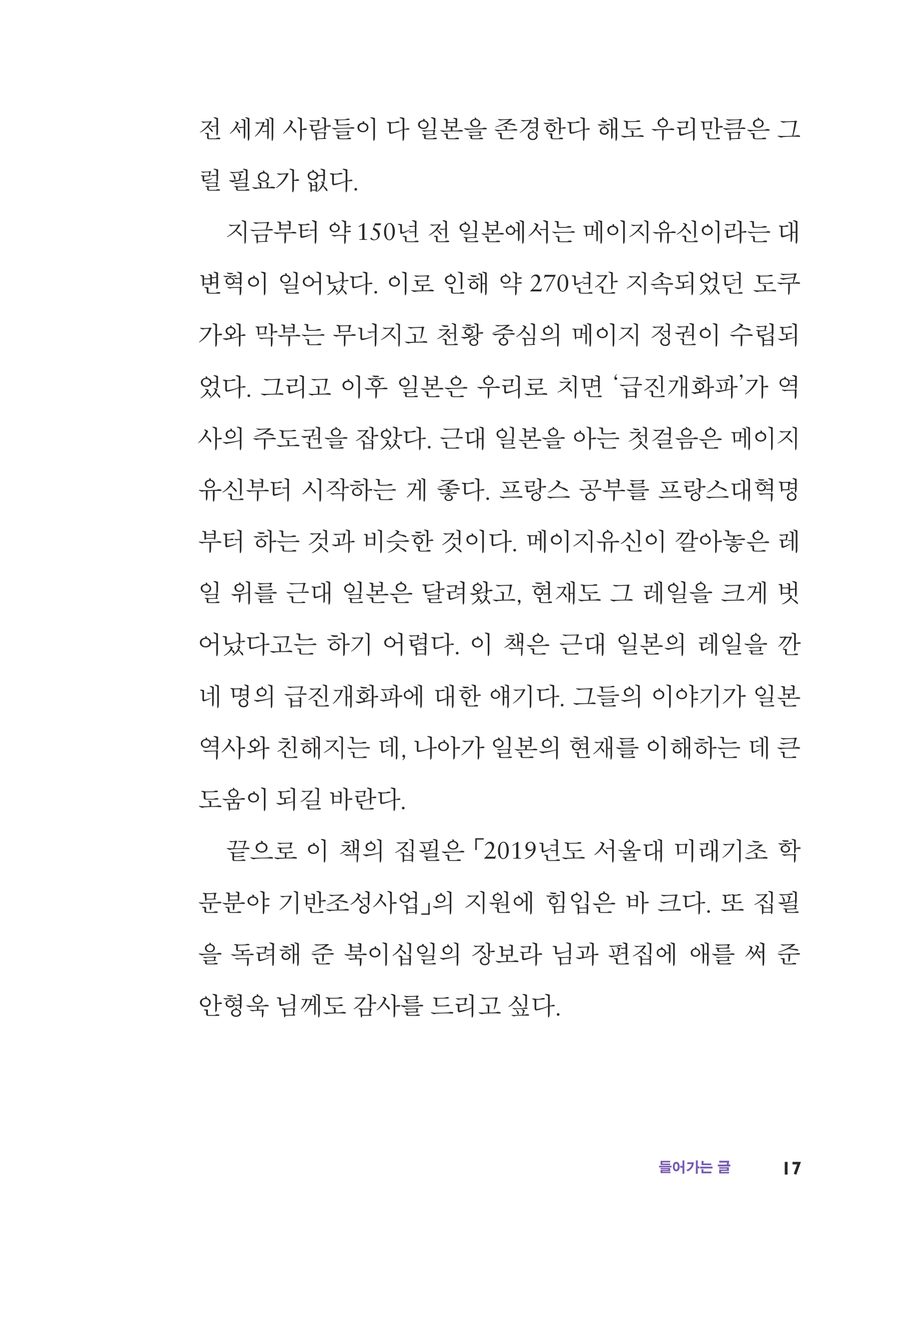 전 세계 사람들이 다 일본을 존경한다 해도 우리만큼은 그
럴 필요가 없다.
지금부터 약 150년 전 일본에서는 메이지유신이라는 대
변혁이 일어났다. 이로 인해 약 270년간 지속되었던 도쿠
가와 막부는 무너지고 천황 중심의 메이지 정권이 수립되
었다. 그리고 이후 일본은 우리로 치면 ‘급진개화파’가 역
사의 주도권을 잡았다. 근대 일본을 아는 첫걸음은 메이지
유신부터 시작하는 게 좋다. 프랑스 공부를 프랑스대혁명
부터 하는 것과 비슷한 것이다. 메이지유신이 깔아놓은 레
일 위를 근대 일본은 달려왔고, 현재도 그 레일을 크게 벗
어났다고는 하기 어렵다. 이 책은 근대 일본의 레일을 깐
네 명의 급진개화파에 대한 얘기다. 그들의 이야기가 일본
역사와 친해지는 데, 나아가 일본의 현재를 이해하는 데 큰
도움이 되길 바란다.
끝으로 이 책의 집필은 「2019년도 서울대 미래기초 학
문분야 기반조성사업」의 지원에 힘입은 바 크다. 또 집필
을 독려해 준 북이십일의 장보라 님과 편집에 애를 써 준
안형욱 님께도 감사를 드리고 싶다.
들어가는 글 17